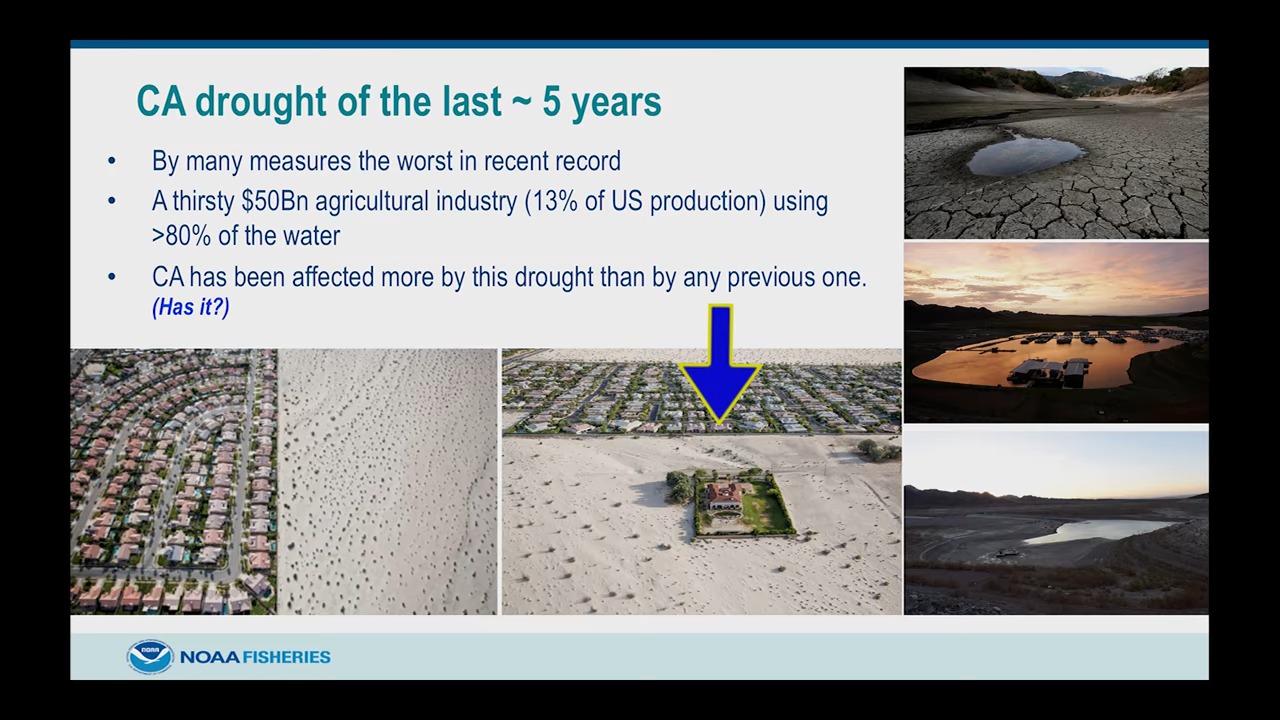 CA drought of the last ~ 5 years
• By many measures the worst in recent record
• A thirsty $50Bn agricultural industry (13% of US production) using
>80% of the water
• CA has been affected more by this drought than by any previous one.
(Has it?)
NOAA
NOAA FISHERIES